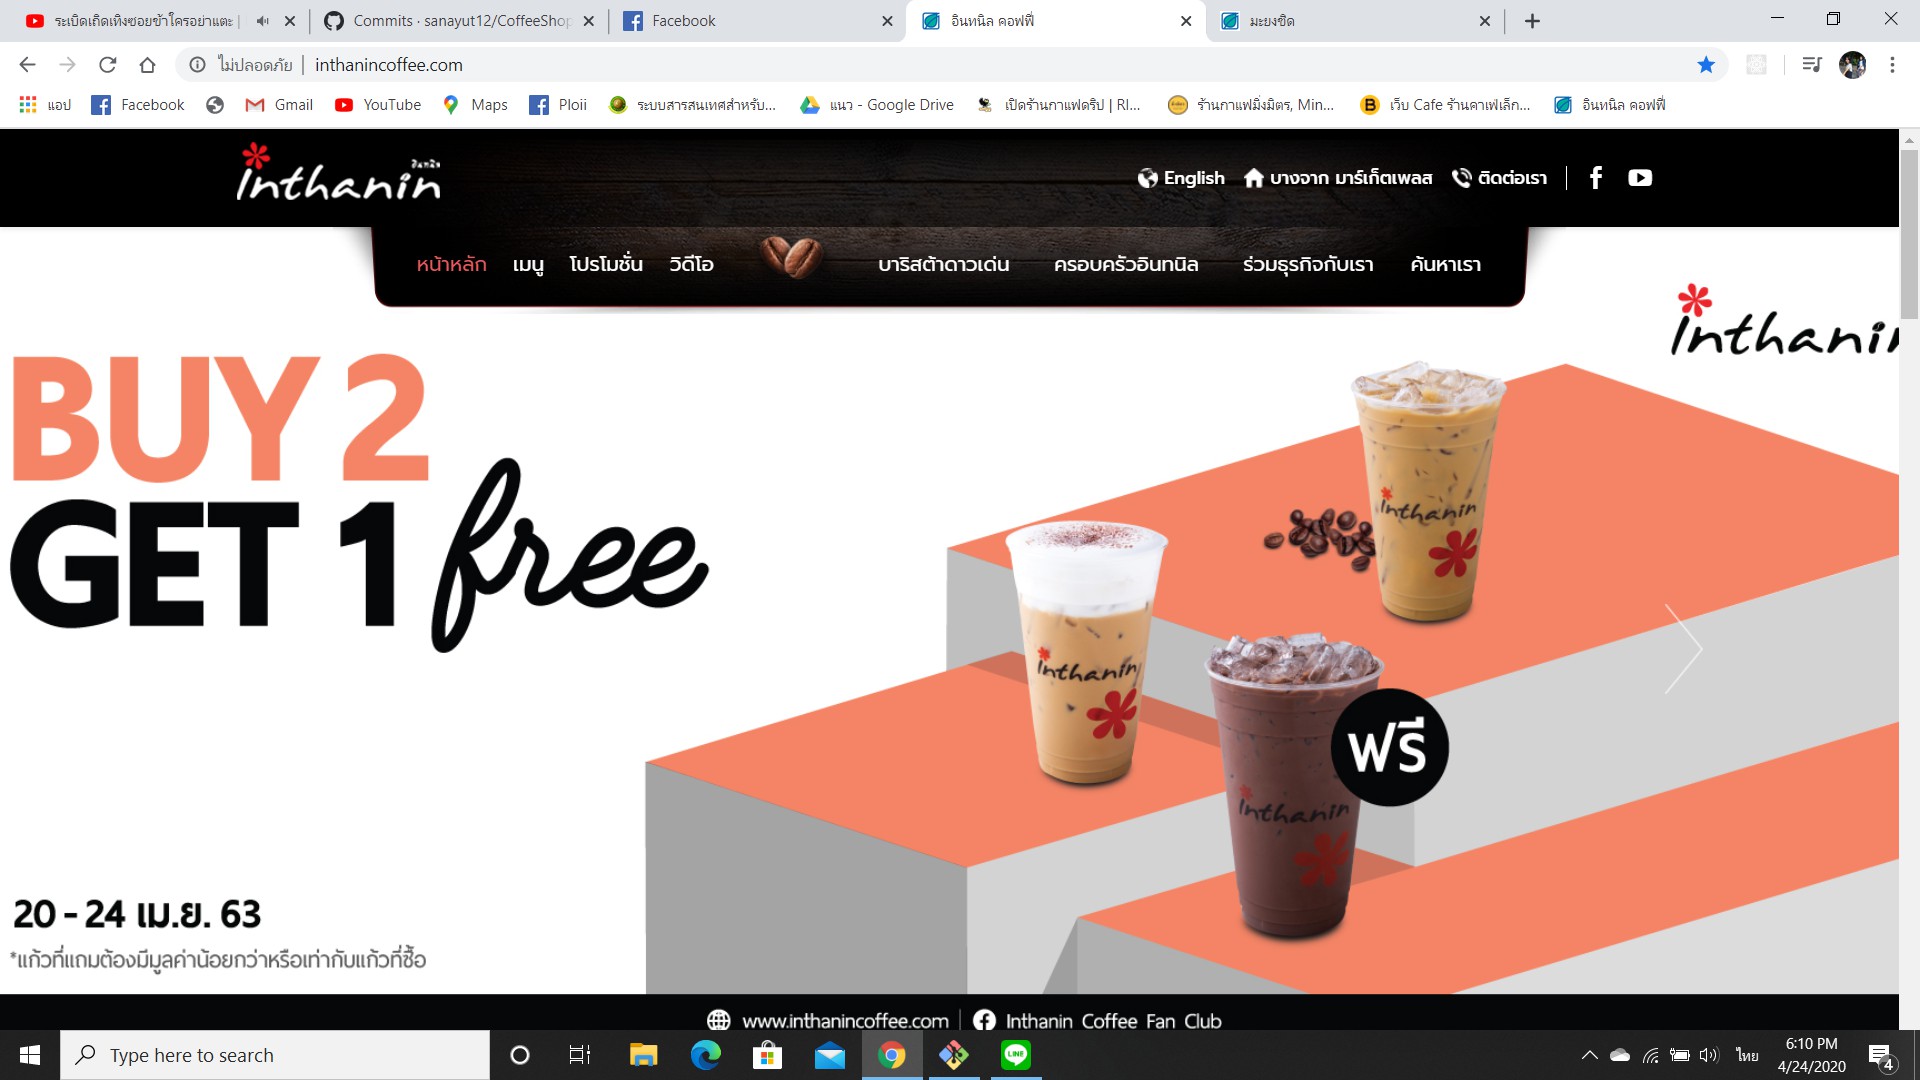 ระเบิดเถิดเทิงซอยข้าใครอย่าแตะ |
Commits · sanayut12/CoffeeShop
Facebook
อินทนิล คอฟฟี่
มะยงชิด
ไม่ปลอดภัย | inthanincoffee.com
แอป
Facebook
Gmail
YouTube
Maps
Ploii
ระบบสารสนเทศสำหรับ...
แนว - Google Drive
เปิดร้านกาแฟดริป | RI...
ร้านกาแฟมิ่งมิตร, Min...
เว็บ Cafe ร้านคาเฟ่เล็ก...
อินทนิล คอฟฟี่
อินทนิล
inthanin
English
บางจาก มาร์เก็ตเพลส
ติดต่อเรา
หน้าหลัก
เมนู
โปรโมชั่น
วิดีโอ
บาริสต้าดาวเด่น
ครอบครัวอินทนิล
ร่วมธุรกิจกับเรา
ค้นหาเรา
inthanin
BUY 2
GET 1 free
inthanin
inthanin
inthanin
ฟรี
20 - 24 เม.ย. 63
*แก้วที่แถมต้องมีมูลค่าน้อยกว่าหรือเท่ากับแก้วที่ซื้อ
www.inthanincoffee.com | Inthanin Coffee Fan Club
Type here to search
LINE
ไทย
6:10 PM
4/24/2020
4